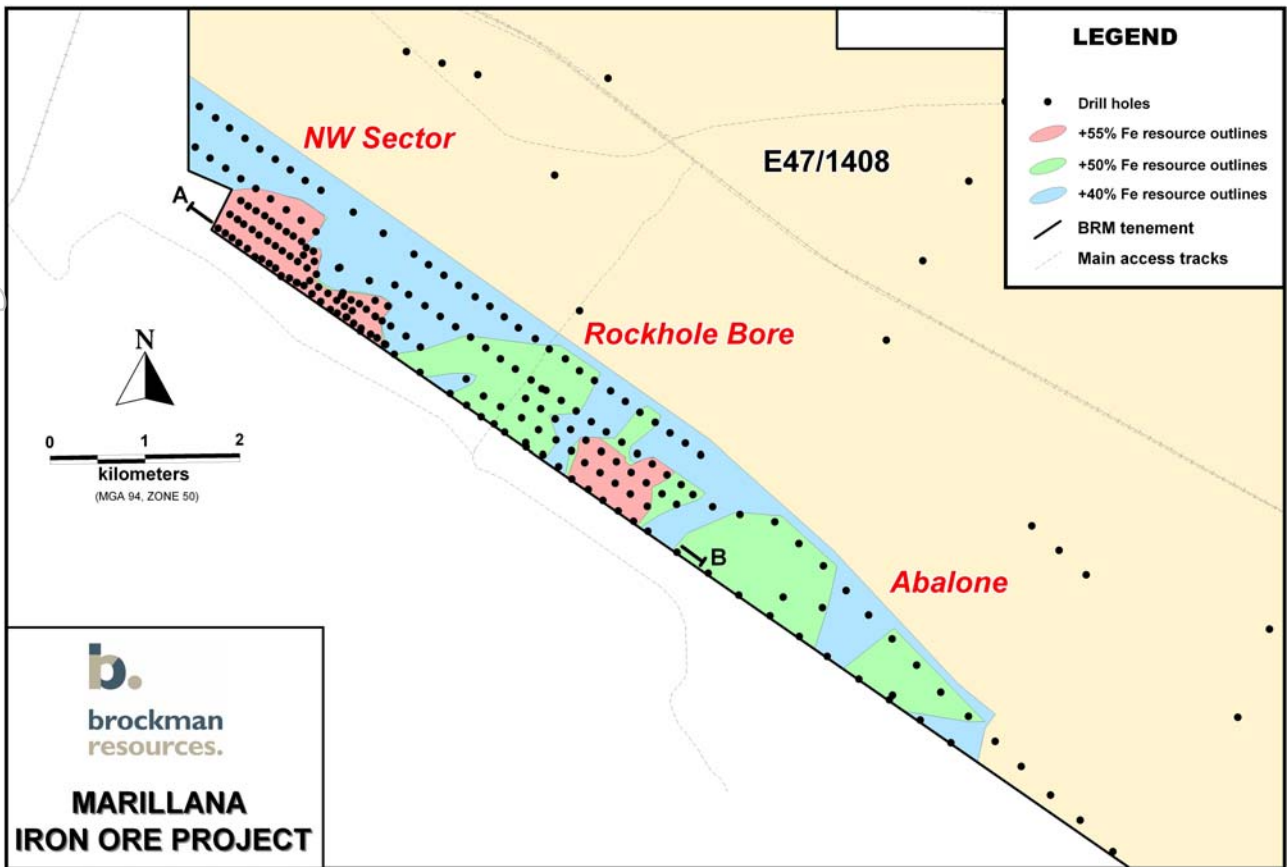 LEGEND
Drill holes
+55% Fe resource outlines
+50% Fe resource outlines
+40% Fe resource outlines
BRM tenement
Main access tracks
NW Sector
E47/1408
A
Rockhole Bore
N
0 1 2
kilometers
(MGA 94, ZONE 50)
B
Abalone
b.
brockman
resources.
MARILLANA
IRON ORE PROJECT